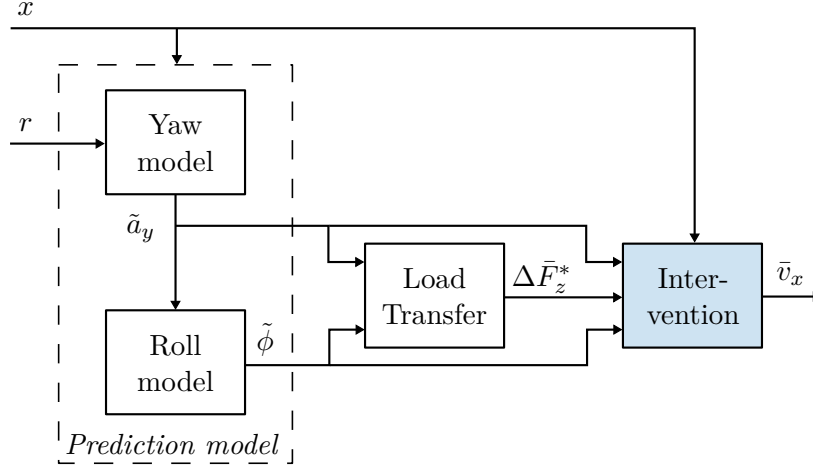 x
r
Yaw
model
ã_y
Load
Transfer
ΔF̄_z^*
Inter-
vention
v̄_x
Roll
model
ϕ̃
Prediction model